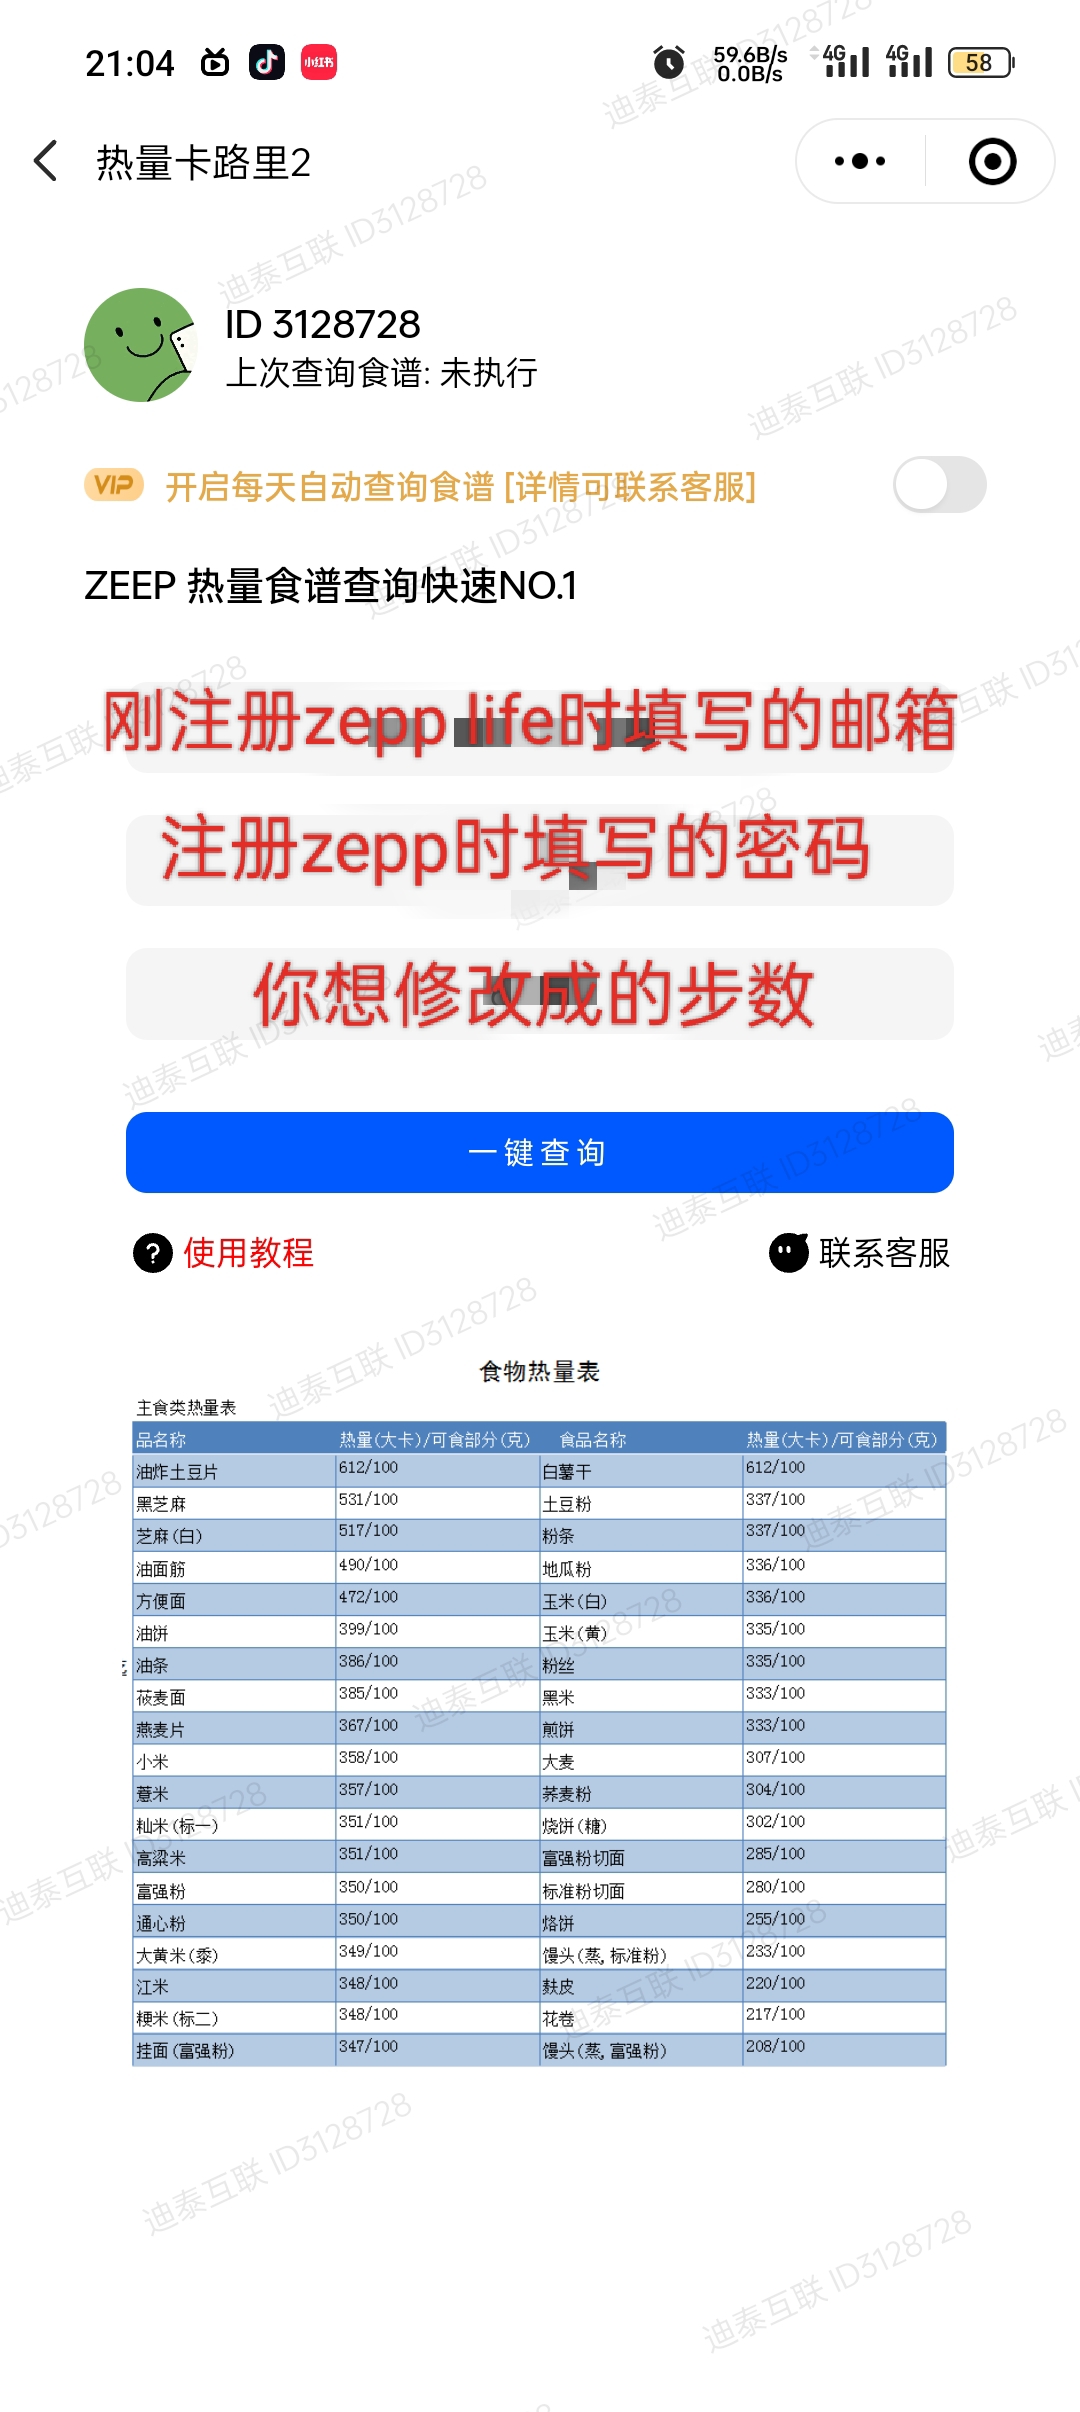 21:04 小红书 59.6B/s 0.0B/s 4G 4G 58
热量卡路里2
ID 3128728
上次查询食谱: 未执行
VIP 开启每天自动查询食谱 [详情可联系客服]
ZEEP 热量食谱查询快速NO.1
刚注册zepp life时填写的邮箱
注册zepp时填写的密码
你想修改成的步数
一键查询
? 使用教程 联系客服
食物热量表
主食类热量表
品名称 热量(大卡)/可食部分(克) 食品名称 热量(大卡)/可食部分(克)
油炸土豆片 612/100 白薯干 612/100
黑芝麻 531/100 土豆粉 337/100
芝麻(白) 517/100 粉条 337/100
油面筋 490/100 地瓜粉 336/100
方便面 472/100 玉米(白) 336/100
油饼 399/100 玉米(黄) 335/100
油条 386/100 粉丝 335/100
莜麦面 385/100 黑米 333/100
燕麦片 367/100 煎饼 333/100
小米 358/100 大麦 307/100
薏米 357/100 荞麦粉 304/100
籼米(标一) 351/100 烧饼(糖) 302/100
高粱米 351/100 富强粉切面 285/100
富强粉 350/100 标准粉切面 280/100
通心粉 350/100 烙饼 255/100
大黄米(黍) 349/100 馒头(蒸,标准粉) 233/100
江米 348/100 麸皮 220/100
粳米(标二) 348/100 花卷 217/100
挂面(富强粉) 347/100 馒头(蒸,富强粉) 208/100
迪泰互联 ID3128728